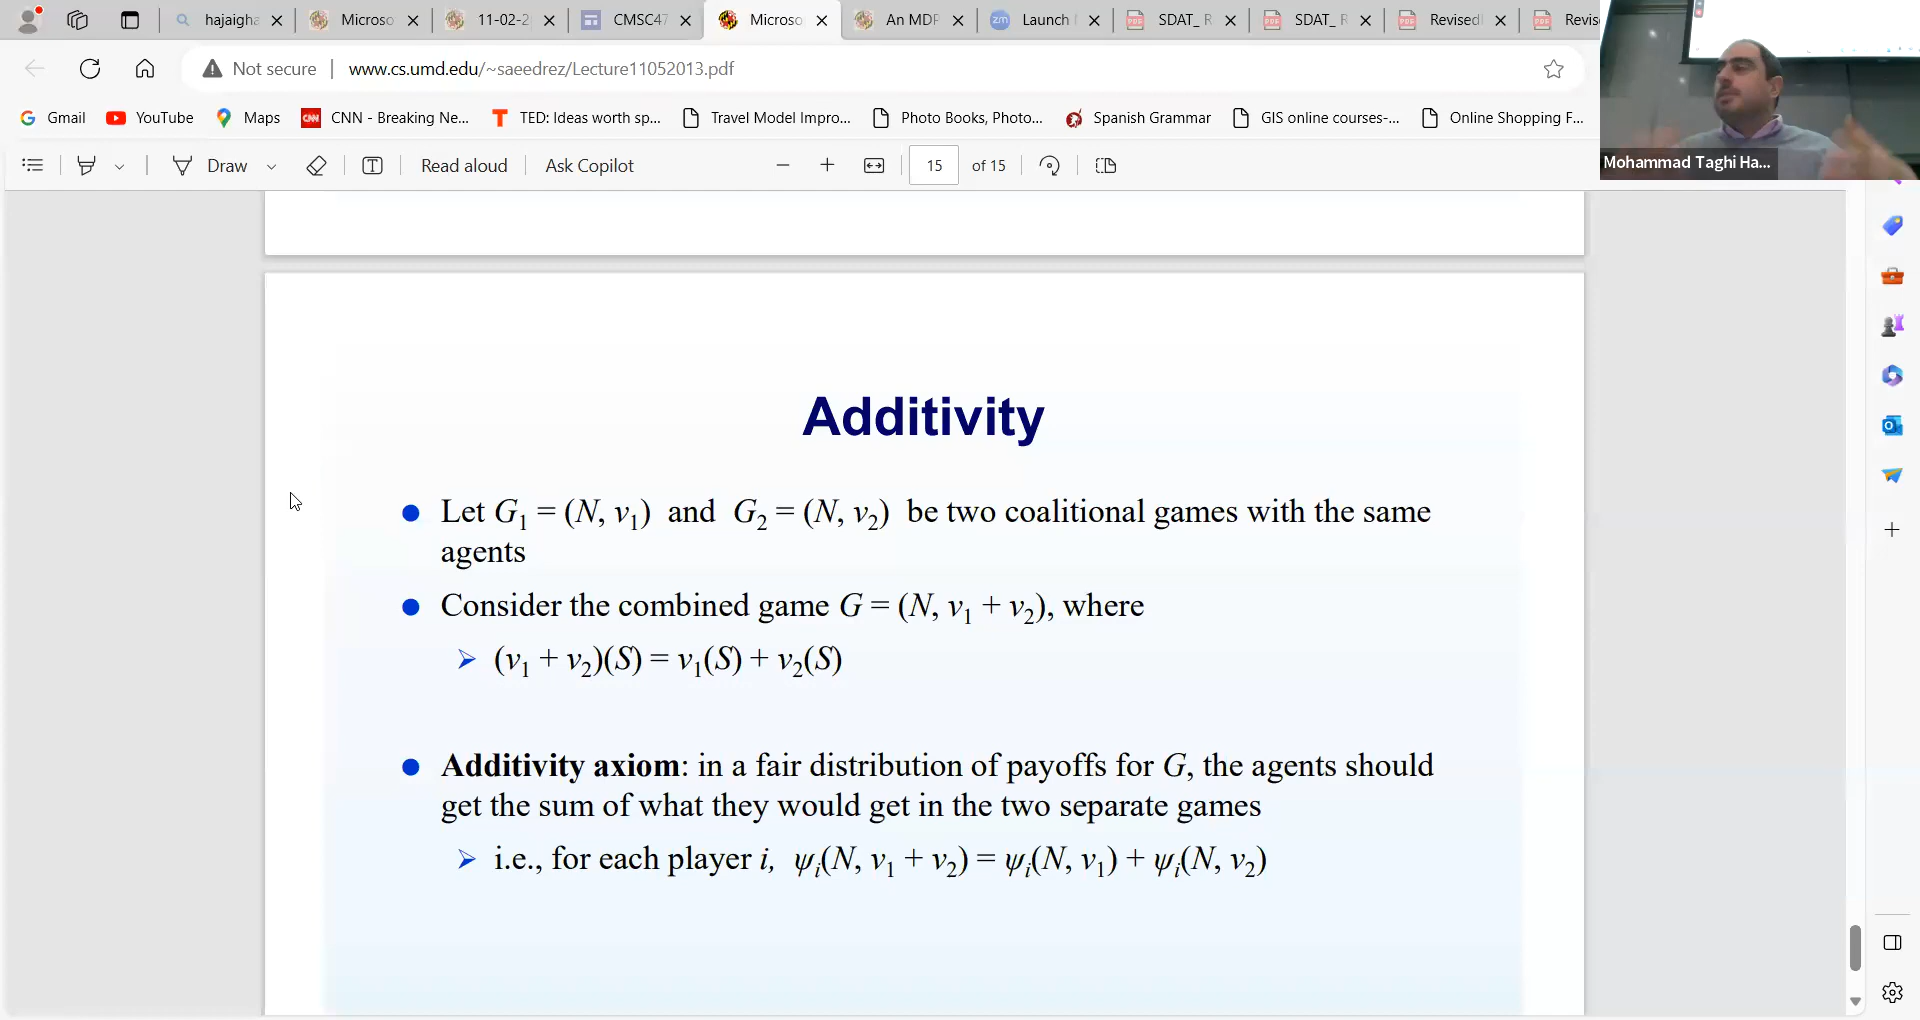 hajaigha
Microso
11-02-2
CMSC47
Microso
An MDP
zm Launch
SDAT_ R
SDAT_ R
Revised
Revise
Not secure
www.cs.umd.edu/~saeedrez/Lecture11052013.pdf
Gmail
YouTube
Maps
CNN - Breaking Ne...
TED: Ideas worth sp...
Travel Model Impro...
Photo Books, Photo...
Spanish Grammar
GIS online courses-...
Online Shopping F...
Mohammad Taghi Ha...
Draw
Read aloud
Ask Copilot
15 of 15
Additivity
Let G₁ = (N, v₁) and G₂ = (N, v₂) be two coalitional games with the same
agents
Consider the combined game G = (N, v₁ + v₂), where
(v₁ + v₂)(S) = v₁(S) + v₂(S)
Additivity axiom: in a fair distribution of payoffs for G, the agents should
get the sum of what they would get in the two separate games
i.e., for each player i, ψᵢ(N, v₁ + v₂) = ψᵢ(N, v₁) + ψᵢ(N, v₂)